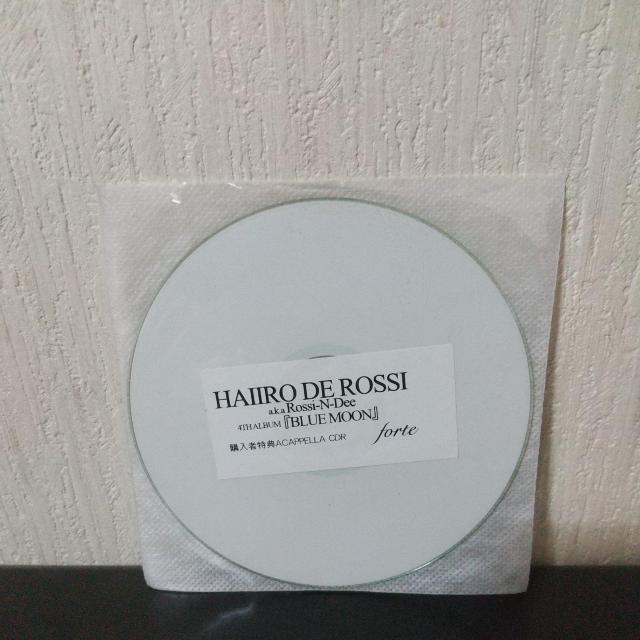 HAIIRO DE ROSSI
a.k.a Rossi-N-Dee
4TH ALBUM『BLUE MOON』
購入者特典ACAPPELLA CDR
forte